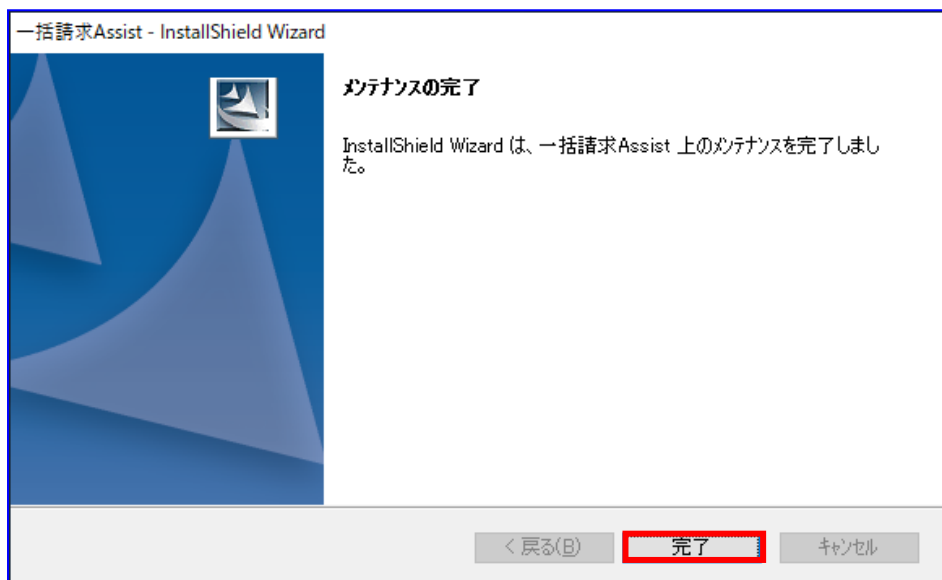 一括請求Assist - InstallShield Wizard
メンテナンスの完了
InstallShield Wizard は、一括請求Assist 上のメンテナンスを完了しまし
た。
< 戻る(B)
完了
キャンセル